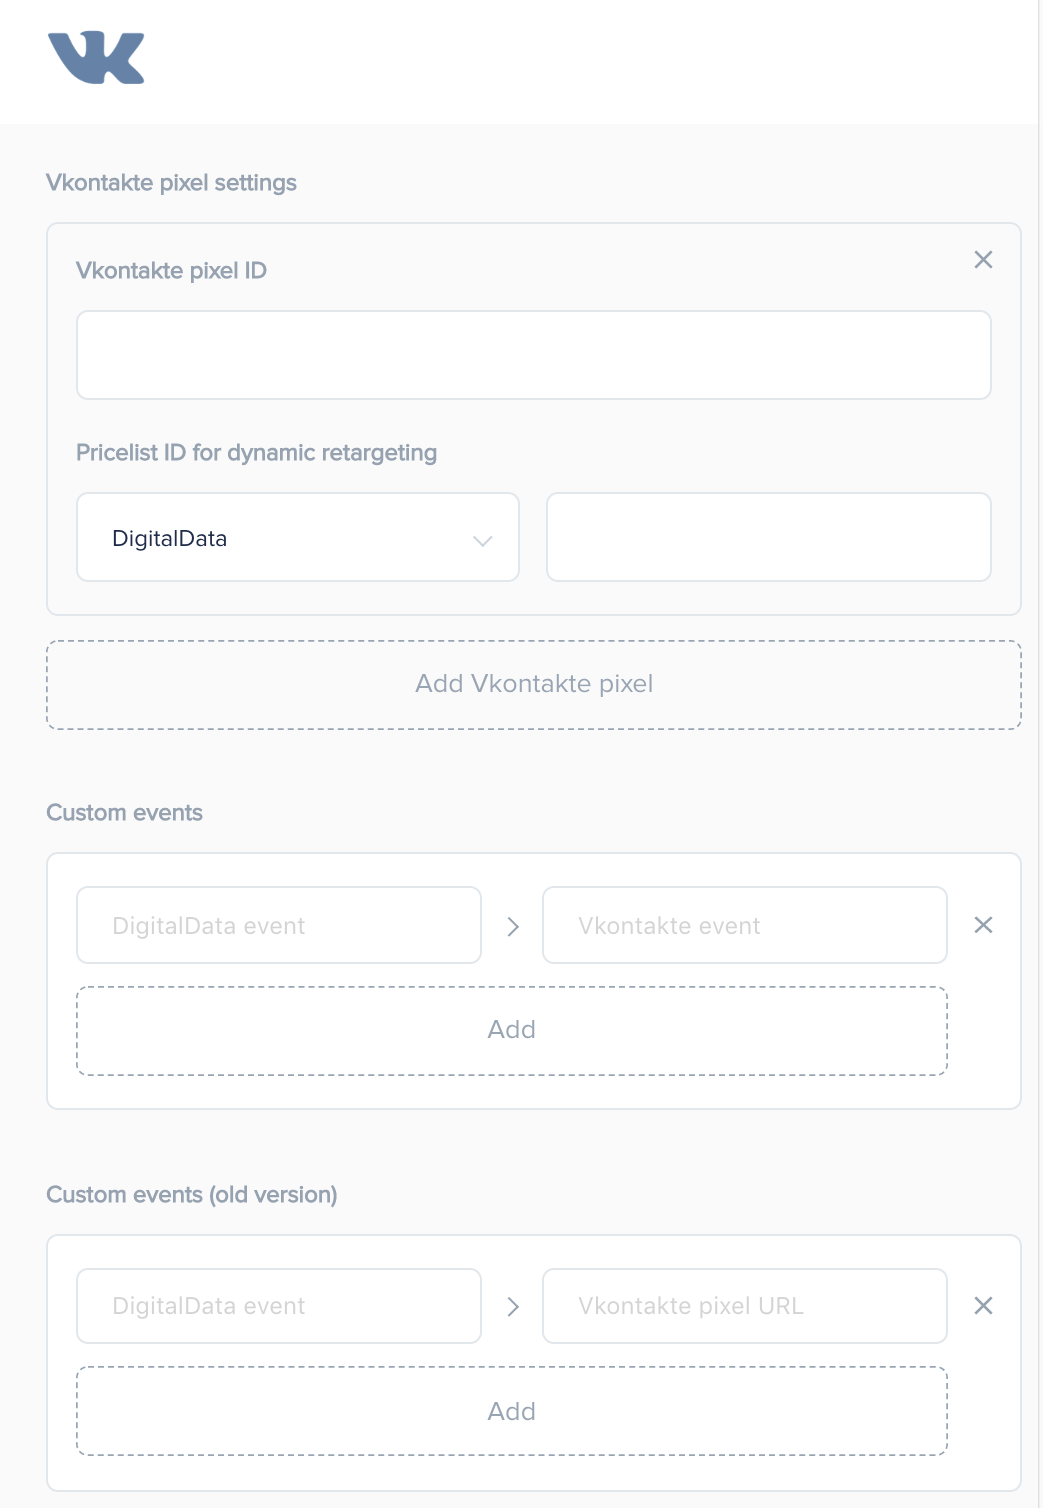 VK
Vkontakte pixel settings
Vkontakte pixel ID
Pricelist ID for dynamic retargeting
DigitalData
Add Vkontakte pixel
Custom events
DigitalData event
Vkontakte event
Add
Custom events (old version)
DigitalData event
Vkontakte pixel URL
Add